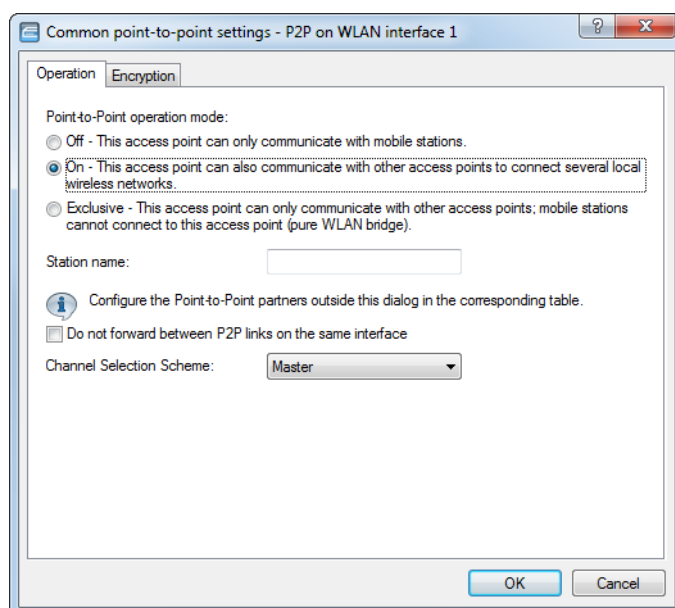 Common point-to-point settings - P2P on WLAN interface 1
Operation
Encryption
Point-to-Point operation mode:
Off - This access point can only communicate with mobile stations.
On - This access point can also communicate with other access points to connect several local
wireless networks.
Exclusive - This access point can only communicate with other access points; mobile stations
cannot connect to this access point (pure WLAN bridge).
Station name:
Configure the Point-to-Point partners outside this dialog in the corresponding table.
Do not forward between P2P links on the same interface
Channel Selection Scheme:
Master
OK
Cancel